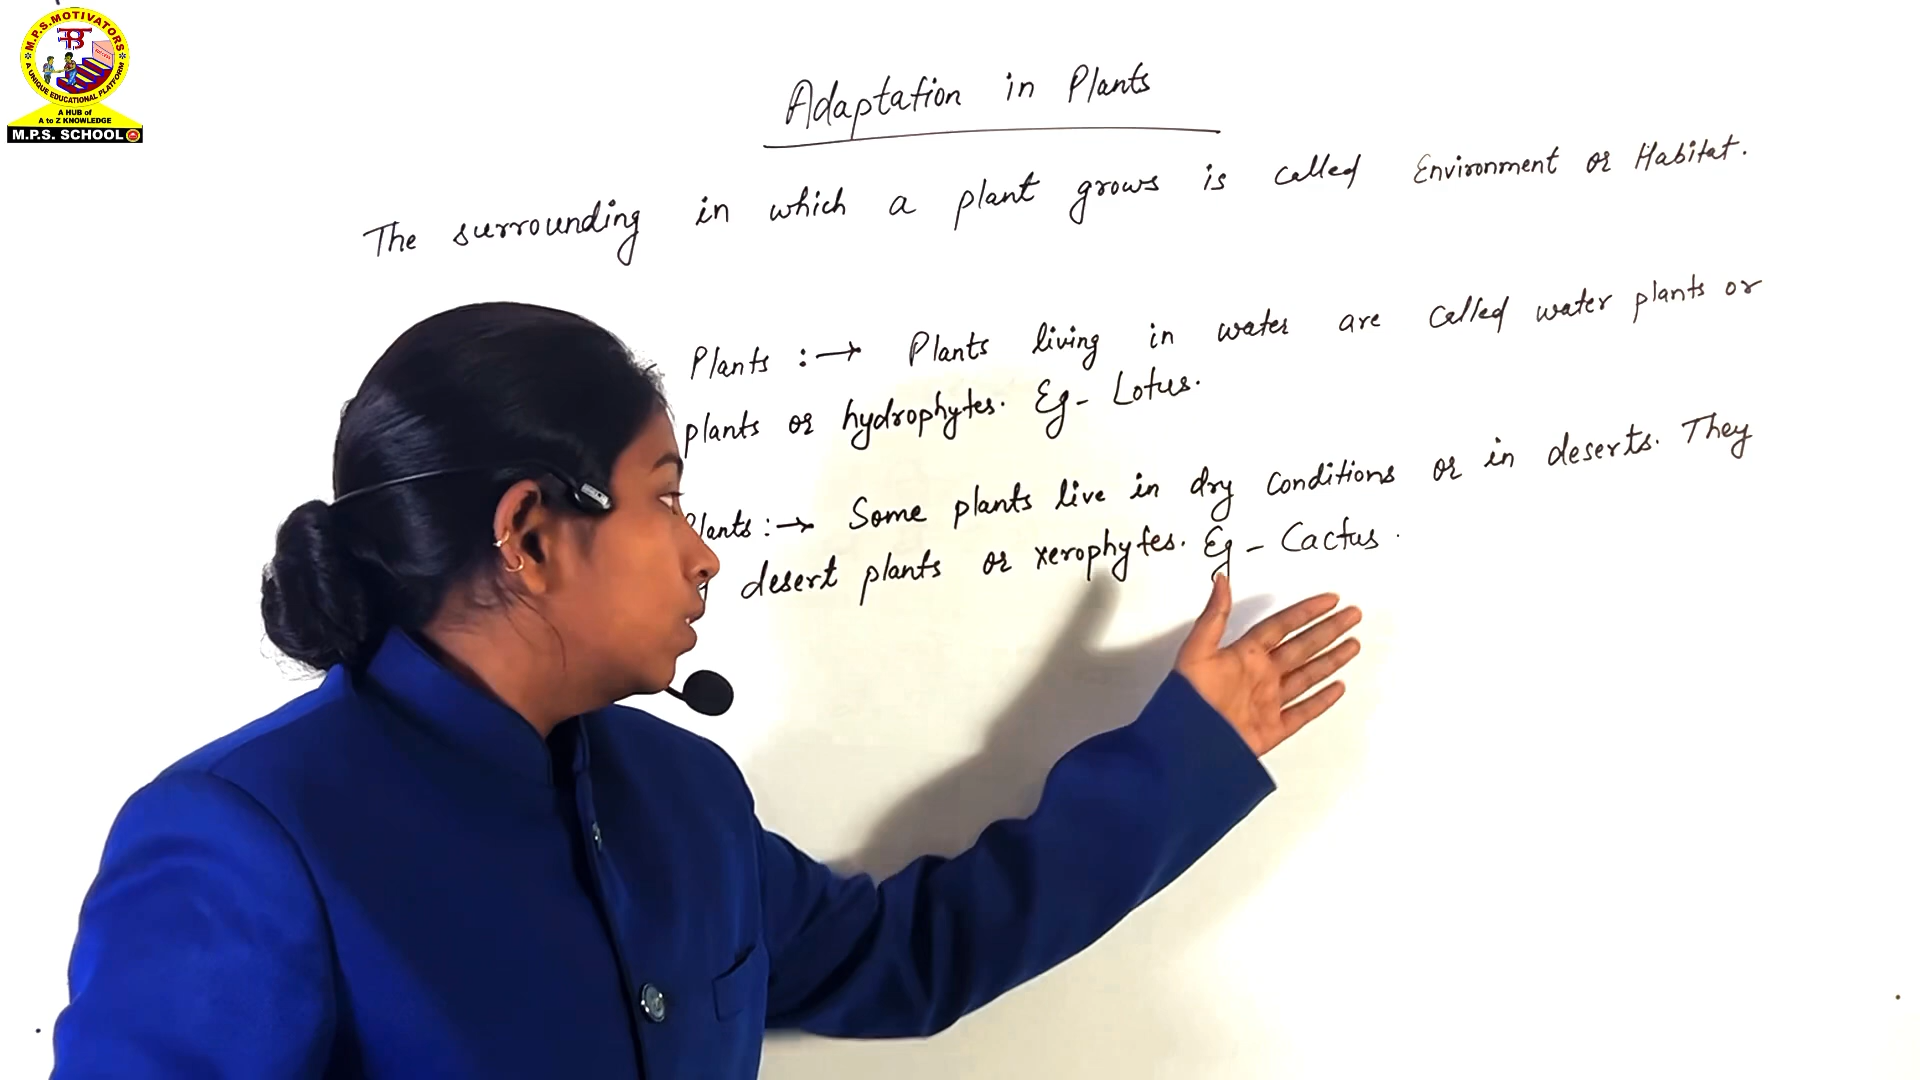 M.P.S.MOTIVATORS
A UNIQUE EDUCATIONAL PLATFORM
A HUB of
A to Z KNOWLEDGE
M.P.S. SCHOOL
Adaptation in Plants
The surrounding in which a plant grows is called Environment or Habitat.
Plants :→ Plants living in water are called water plants or
plants or hydrophytes. Eg- Lotus.
Plants :→ Some plants live in dry conditions or in deserts. They
desert plants or xerophytes. Eg - Cactus.